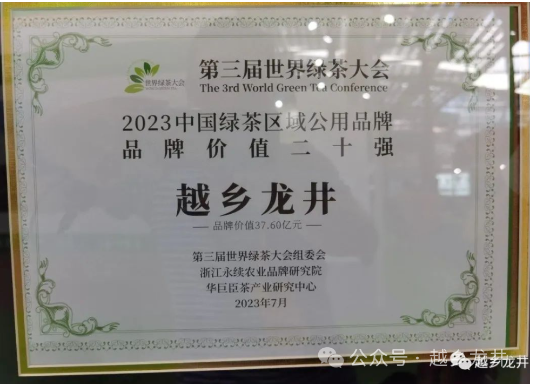 世界绿茶大会
第三届世界绿茶大会
The 3rd World Green Tea Conference
2023中国绿茶区域公用品牌
品牌价值二十强
越乡龙井
品牌价值37.60亿元
第三届世界绿茶大会组委会
浙江永续农业品牌研究院
华巨臣茶产业研究中心
2023年7月
公众号·越乡龙井
越乡龙井